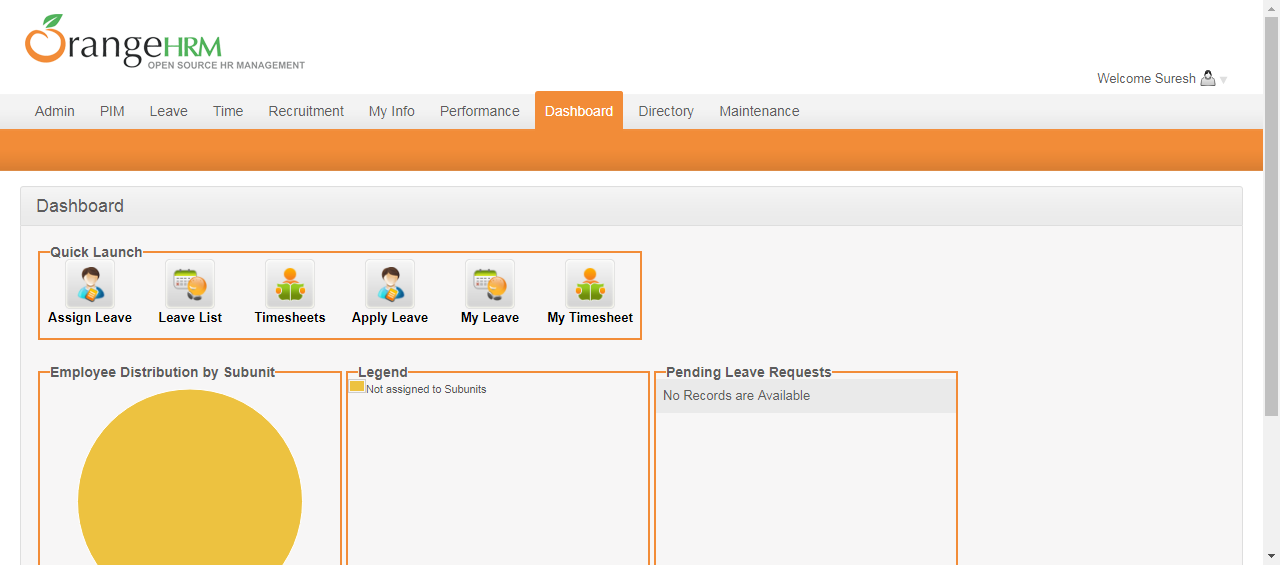 OrangeHRM
OPEN SOURCE HR MANAGEMENT
Welcome Suresh
Admin PIM Leave Time Recruitment My Info Performance Dashboard Directory Maintenance
Dashboard
Quick Launch
Assign Leave Leave List Timesheets Apply Leave My Leave My Timesheet
Employee Distribution by Subunit Legend Pending Leave Requests
Not assigned to Subunits
No Records are Available